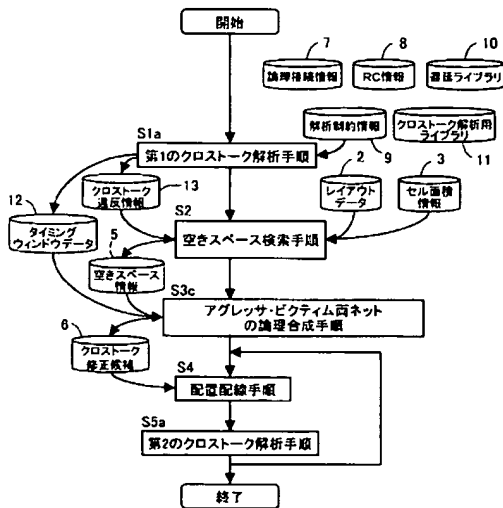 開始
7
論理接続情報
8
RC情報
10
遅延ライブラリ
解析制約情報
9
クロストーク解析用
ライブラリ
11
S1a
第1のクロストーク解析手順
クロストーク
違反情報
13
12
タイミング
ウィンドウデータ
2
レイアウト
データ
3
セル面積
情報
S2
空きスペース検索手順
5
空きスペース
情報
S3c
アグレッサ・ビクティム両ネット
の論理合成手順
6
クロストーク
修正候補
S4
配置配線手順
S5a
第2のクロストーク解析手順
終了